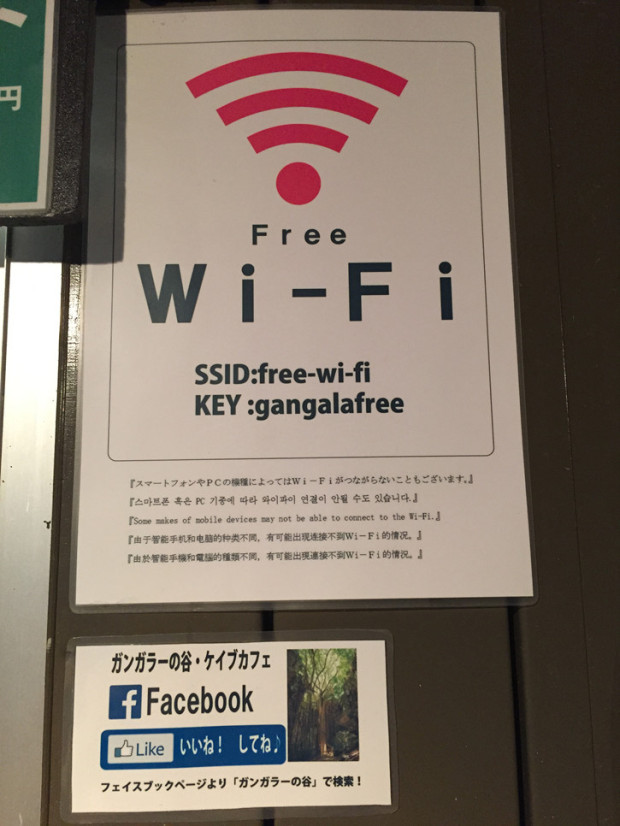 円
Free
Wi-Fi
SSID:free-wi-fi
KEY :gangalafree
『スマートフォンやPCの機種によってはWi-Fiがつながらないこともございます。』
『스마트폰 혹은 PC 기종에 따라 와이파이 연결이 안될 수도 있습니다.』
『Some makes of mobile devices may not be able to connect to the Wi-Fi.』
『由于智能手机和电脑的种类不同，有可能出现连接不到Wi-Fi的情况。』
『由於智能手機和電腦的種類不同，有可能出現連接不到Wi-Fi的情況。』
ガンガラーの谷・ケイブカフェ
f Facebook
Like いいね！ してね♪
フェイスブックページより「ガンガラーの谷」で検索！